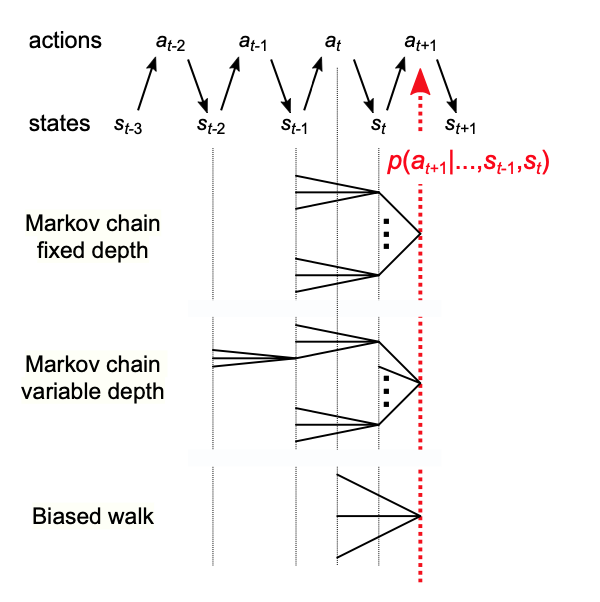 actions a_{t-2} a_{t-1} a_t a_{t+1}
states s_{t-3} s_{t-2} s_{t-1} s_t s_{t+1}
p(a_{t+1}|...,s_{t-1},s_t)
Markov chain
fixed depth
Markov chain
variable depth
Biased walk